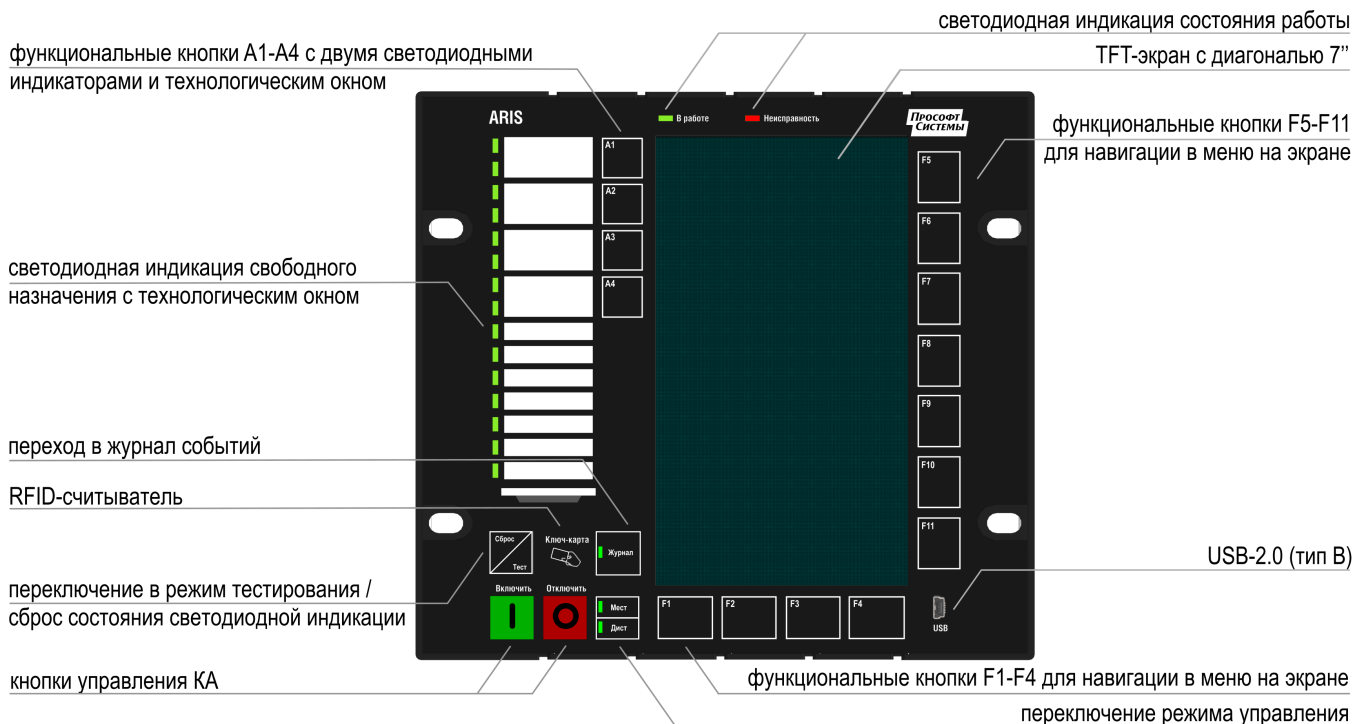 светодиодная индикация состояния работы
функциональные кнопки А1-А4 с двумя светодиодными
индикаторами и технологическим окном
TFT-экран с диагональю 7’’
ARIS
В работе
Неисправность
Прософт
Системы
функциональные кнопки F5-F11
для навигации в меню на экране
A1
A2
A3
A4
F5
F6
F7
F8
F9
F10
F11
светодиодная индикация свободного
назначения с технологическим окном
переход в журнал событий
RFID-считыватель
Сброс
Тест
Ключ-карта
Журнал
USB-2.0 (тип B)
переключение в режим тестирования /
сброс состояния светодиодной индикации
Включить
Отключить
Мест
Дист
F1
F2
F3
F4
USB
кнопки управления КА
функциональные кнопки F1-F4 для навигации в меню на экране
переключение режима управления